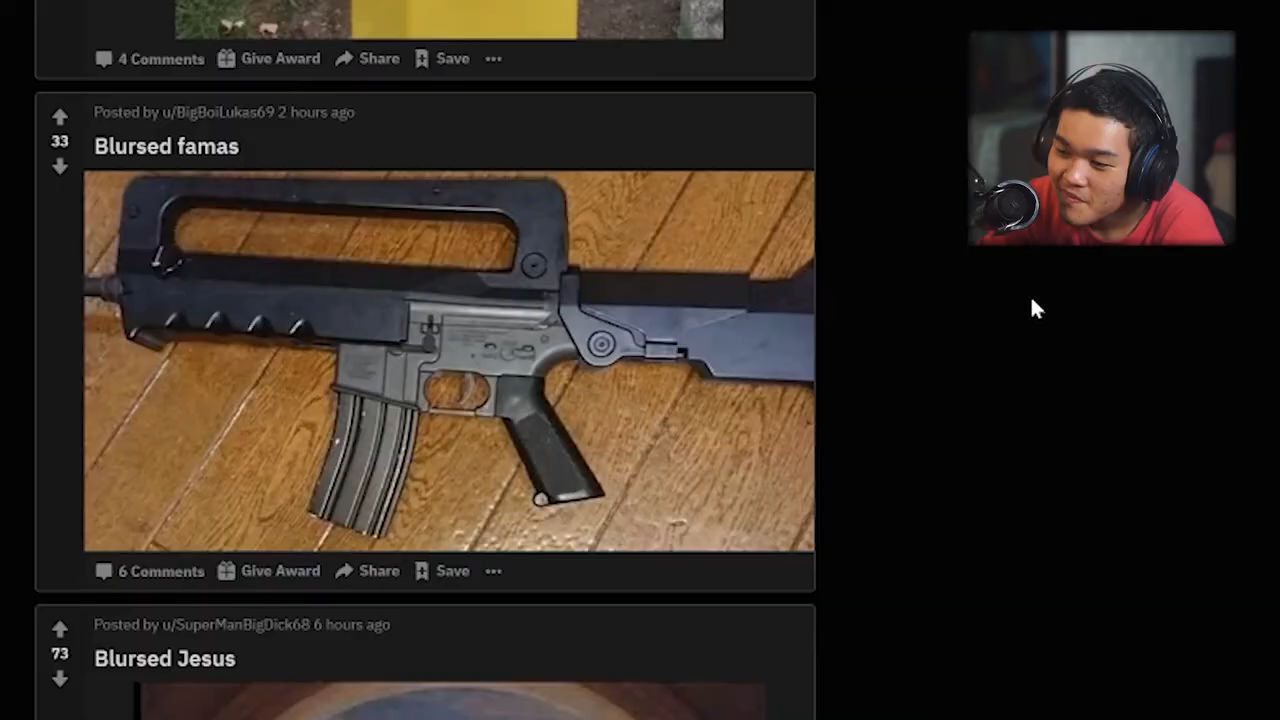 4 Comments Give Award Share Save
Posted by u/BigBoiLukas69 2 hours ago
33
Blursed famas
6 Comments Give Award Share Save
Posted by u/SuperManBigDick68 6 hours ago
73
Blursed Jesus